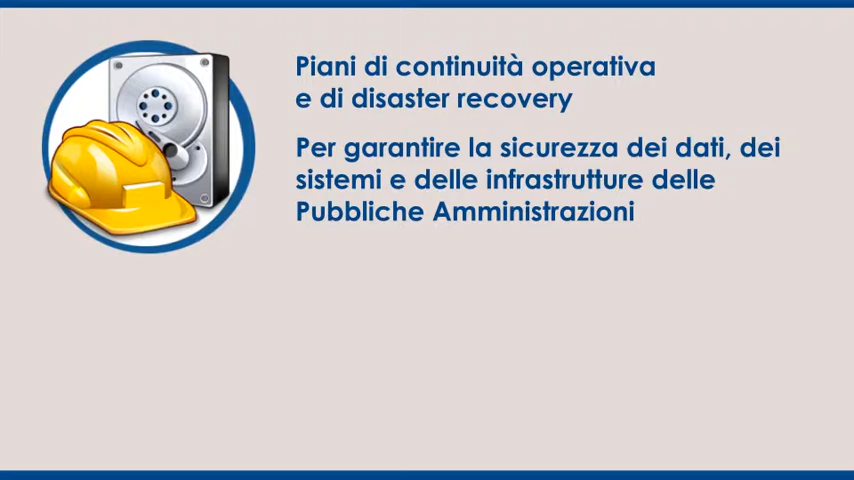 Piani di continuità operativa
e di disaster recovery
Per garantire la sicurezza dei dati, dei
sistemi e delle infrastrutture delle
Pubbliche Amministrazioni